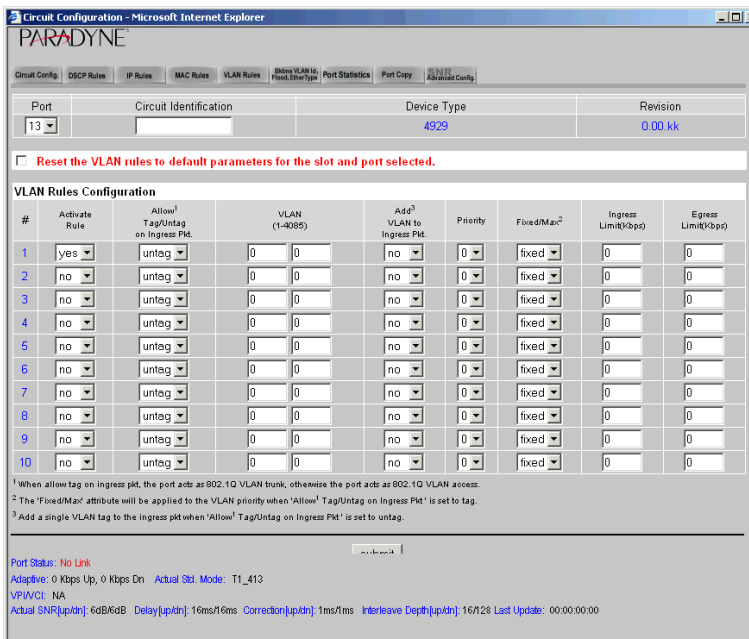 Circuit Configuration - Microsoft Internet Explorer
PARADYNE
Circuit Config. DSCP Rules IP Rules MAC Rules VLAN Rules Bkbne VLAN Id, Flood, EtherType Port Statistics Port Copy SNR Advanced Config.
Port Circuit Identification Device Type Revision
13 4929 0.00.kk
Reset the VLAN rules to default parameters for the slot and port selected.
VLAN Rules Configuration
# Activate Rule Allow1 Tag/Untag on Ingress Pkt. VLAN (1-4085) Add3 VLAN to Ingress Pkt. Priority Fixed/Max2 Ingress Limit(Kbps) Egress Limit(Kbps)
1 yes untag 0 0 no 0 fixed 0 0
2 no untag 0 0 no 0 fixed 0 0
3 no untag 0 0 no 0 fixed 0 0
4 no untag 0 0 no 0 fixed 0 0
5 no untag 0 0 no 0 fixed 0 0
6 no untag 0 0 no 0 fixed 0 0
7 no untag 0 0 no 0 fixed 0 0
8 no untag 0 0 no 0 fixed 0 0
9 no untag 0 0 no 0 fixed 0 0
10 no untag 0 0 no 0 fixed 0 0
1 When allow tag on ingress pkt, the port acts as 802.1Q VLAN trunk, otherwise the port acts as 802.1Q VLAN access.
2 The 'Fixed/Max' attribute will be applied to the VLAN priority when 'Allow1 Tag/Untag on Ingress Pkt' is set to tag.
3 Add a single VLAN tag to the ingress pkt when 'Allow1 Tag/Untag on Ingress Pkt' is set to untag.
submit
Port Status: No Link
Adaptive: 0 Kbps Up, 0 Kbps Dn Actual Std. Mode: T1_413
VPI/VCI: NA
Actual SNR[up/dn]: 6dB/6dB Delay[up/dn]: 16ms/16ms Correction[up/dn]: 1ms/1ms Interleave Depth[up/dn]: 16/128 Last Update: 00:00:00:00